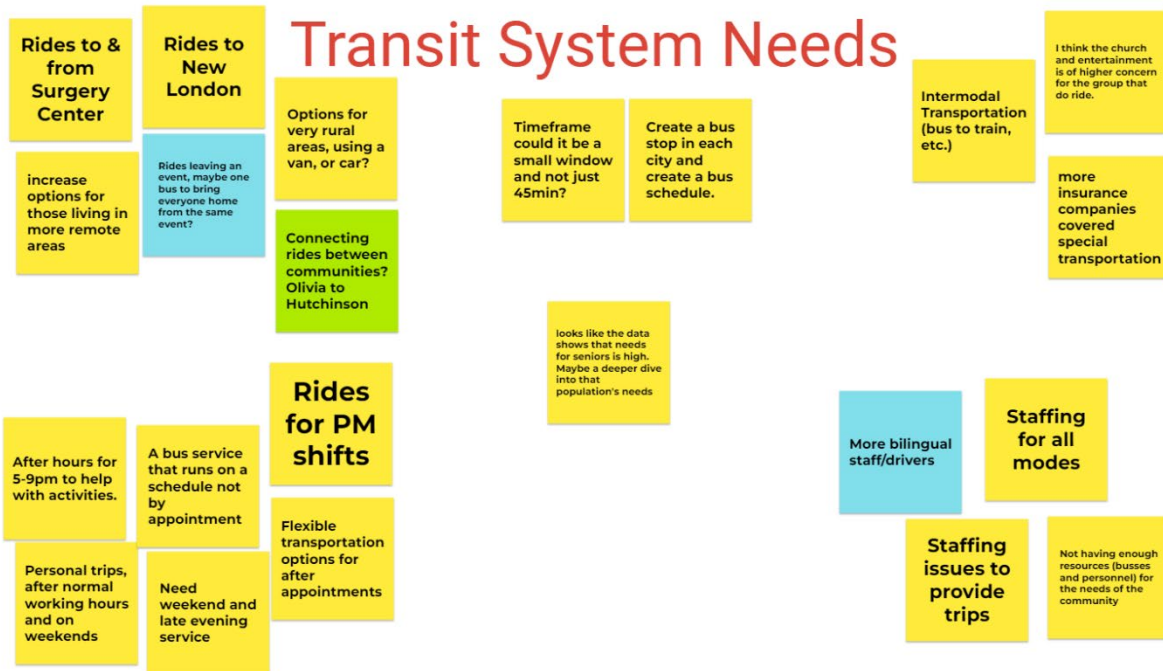 Transit System Needs
Rides to &
from
Surgery
Center
Rides to
New
London
Options for
very rural
areas, using a
van, or car?
increase
options for
those living in
more remote
areas
Rides leaving an
event, maybe one
bus to bring
everyone home
from the same
event?
Connecting
rides between
communities?
Olivia to
Hutchinson
Timeframe
could it be a
small window
and not just
45min?
Create a bus
stop in each
city and
create a bus
schedule.
Intermodal
Transportation
(bus to train,
etc.)
I think the church
and entertainment
is of higher concern
for the group that
do ride.
more
insurance
companies
covered
special
transportation
looks like the data
shows that needs
for seniors is high.
Maybe a deeper dive
into that
population's needs
Rides
for PM
shifts
After hours for
5-9pm to help
with activities.
A bus service
that runs on a
schedule not
by
appointment
Flexible
transportation
options for
after
appointments
Personal trips,
after normal
working hours
and on
weekends
Need
weekend and
late evening
service
More bilingual
staff/drivers
Staffing
for all
modes
Staffing
issues to
provide
trips
Not having enough
resources (busses
and personnel) for
the needs of the
community